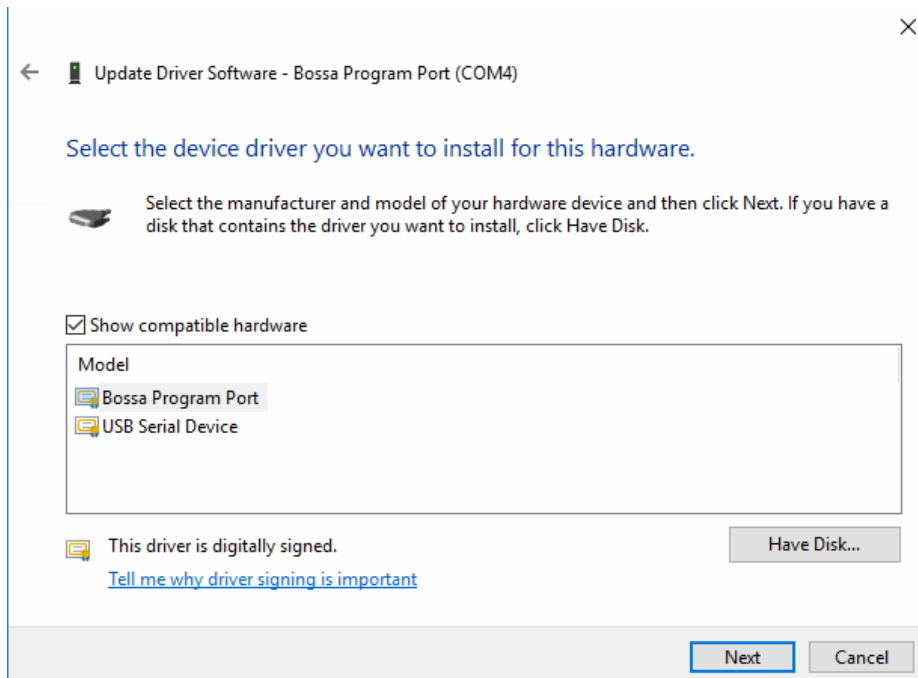 Update Driver Software - Bossa Program Port (COM4)
Select the device driver you want to install for this hardware.
Select the manufacturer and model of your hardware device and then click Next. If you have a
disk that contains the driver you want to install, click Have Disk.
Show compatible hardware
Model
Bossa Program Port
USB Serial Device
This driver is digitally signed.
Have Disk...
Tell me why driver signing is important
Next
Cancel